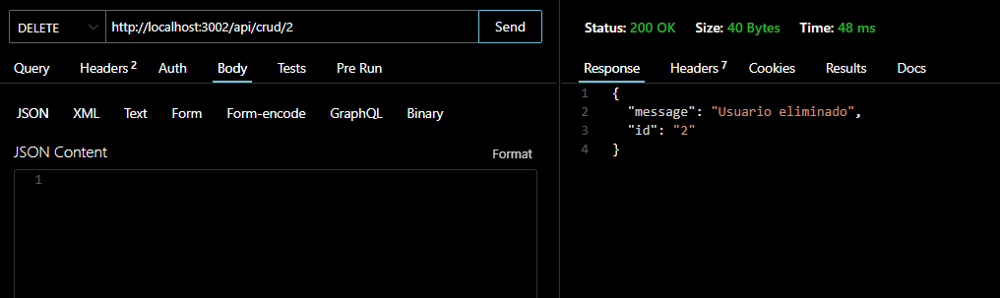 DELETE http://localhost:3002/api/crud/2 Send
Query Headers 2 Auth Body Tests Pre Run
JSON XML Text Form Form-encode GraphQL Binary
JSON Content Format
1
Status: 200 OK Size: 40 Bytes Time: 48 ms
Response Headers 7 Cookies Results Docs
1 {
2 "message": "Usuario eliminado",
3 "id": "2"
4 }